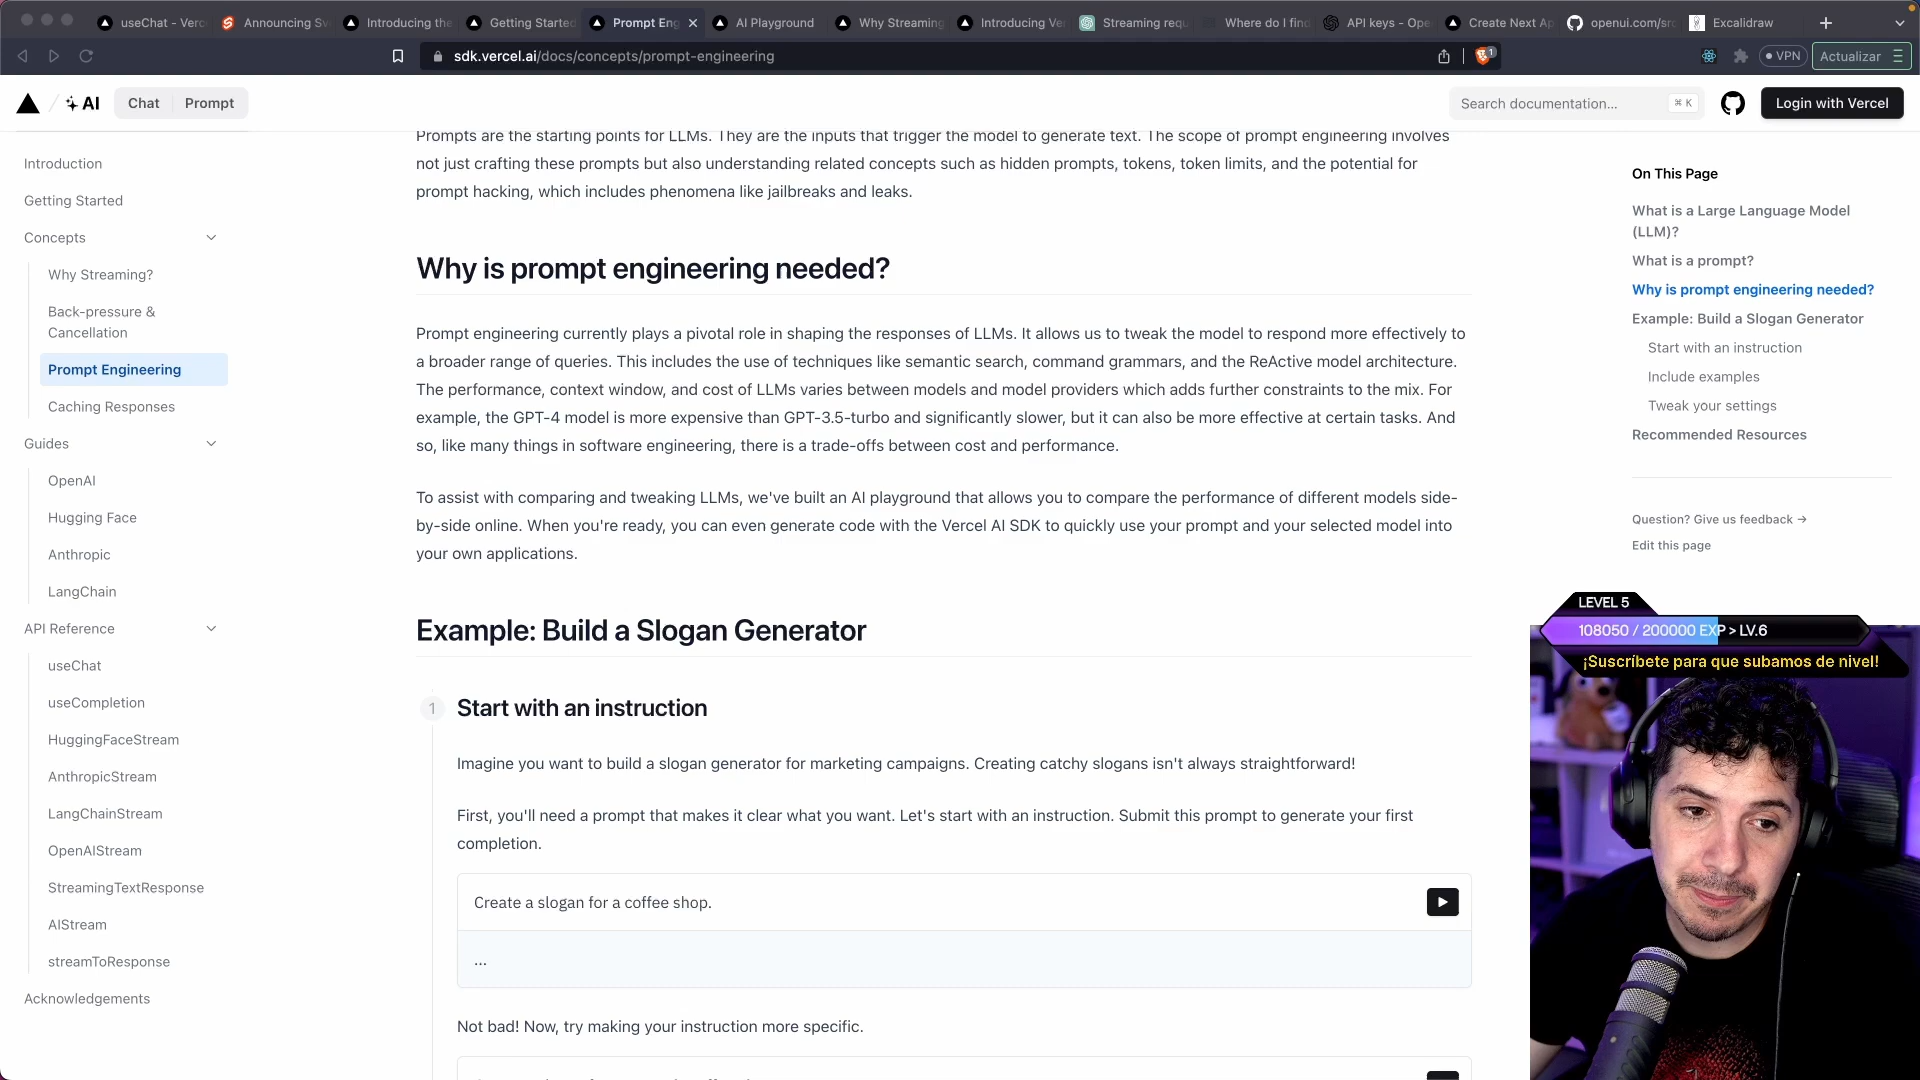 useChat - Verc
Announcing Sv
Introducing the
Getting Started
Prompt Eng
AI Playground
Why Streaming
Introducing Ver
Streaming requ
Where do I find
API keys - Ope
Create Next Ap
openui.com/src
Excalidraw
sdk.vercel.ai/docs/concepts/prompt-engineering
1
VPN
Actualizar
AI
Chat
Prompt
Search documentation...
⌘ K
Login with Vercel
Introduction
Getting Started
Concepts
Why Streaming?
Back-pressure &
Cancellation
Prompt Engineering
Caching Responses
Guides
OpenAI
Hugging Face
Anthropic
LangChain
API Reference
useChat
useCompletion
HuggingFaceStream
AnthropicStream
LangChainStream
OpenAIStream
StreamingTextResponse
AIStream
streamToResponse
Acknowledgements
Prompts are the starting points for LLMs. They are the inputs that trigger the model to generate text. The scope of prompt engineering involves
not just crafting these prompts but also understanding related concepts such as hidden prompts, tokens, token limits, and the potential for
prompt hacking, which includes phenomena like jailbreaks and leaks.
Why is prompt engineering needed?
Prompt engineering currently plays a pivotal role in shaping the responses of LLMs. It allows us to tweak the model to respond more effectively to
a broader range of queries. This includes the use of techniques like semantic search, command grammars, and the ReActive model architecture.
The performance, context window, and cost of LLMs varies between models and model providers which adds further constraints to the mix. For
example, the GPT-4 model is more expensive than GPT-3.5-turbo and significantly slower, but it can also be more effective at certain tasks. And
so, like many things in software engineering, there is a trade-offs between cost and performance.
To assist with comparing and tweaking LLMs, we've built an AI playground that allows you to compare the performance of different models side-
by-side online. When you're ready, you can even generate code with the Vercel AI SDK to quickly use your prompt and your selected model into
your own applications.
Example: Build a Slogan Generator
1
Start with an instruction
Imagine you want to build a slogan generator for marketing campaigns. Creating catchy slogans isn't always straightforward!
First, you'll need a prompt that makes it clear what you want. Let's start with an instruction. Submit this prompt to generate your first
completion.
Create a slogan for a coffee shop.
...
Not bad! Now, try making your instruction more specific.
On This Page
What is a Large Language Model
(LLM)?
What is a prompt?
Why is prompt engineering needed?
Example: Build a Slogan Generator
Start with an instruction
Include examples
Tweak your settings
Recommended Resources
Question? Give us feedback →
Edit this page
LEVEL 5
108050 / 200000 EXP > LV.6
¡Suscríbete para que subamos de nivel!